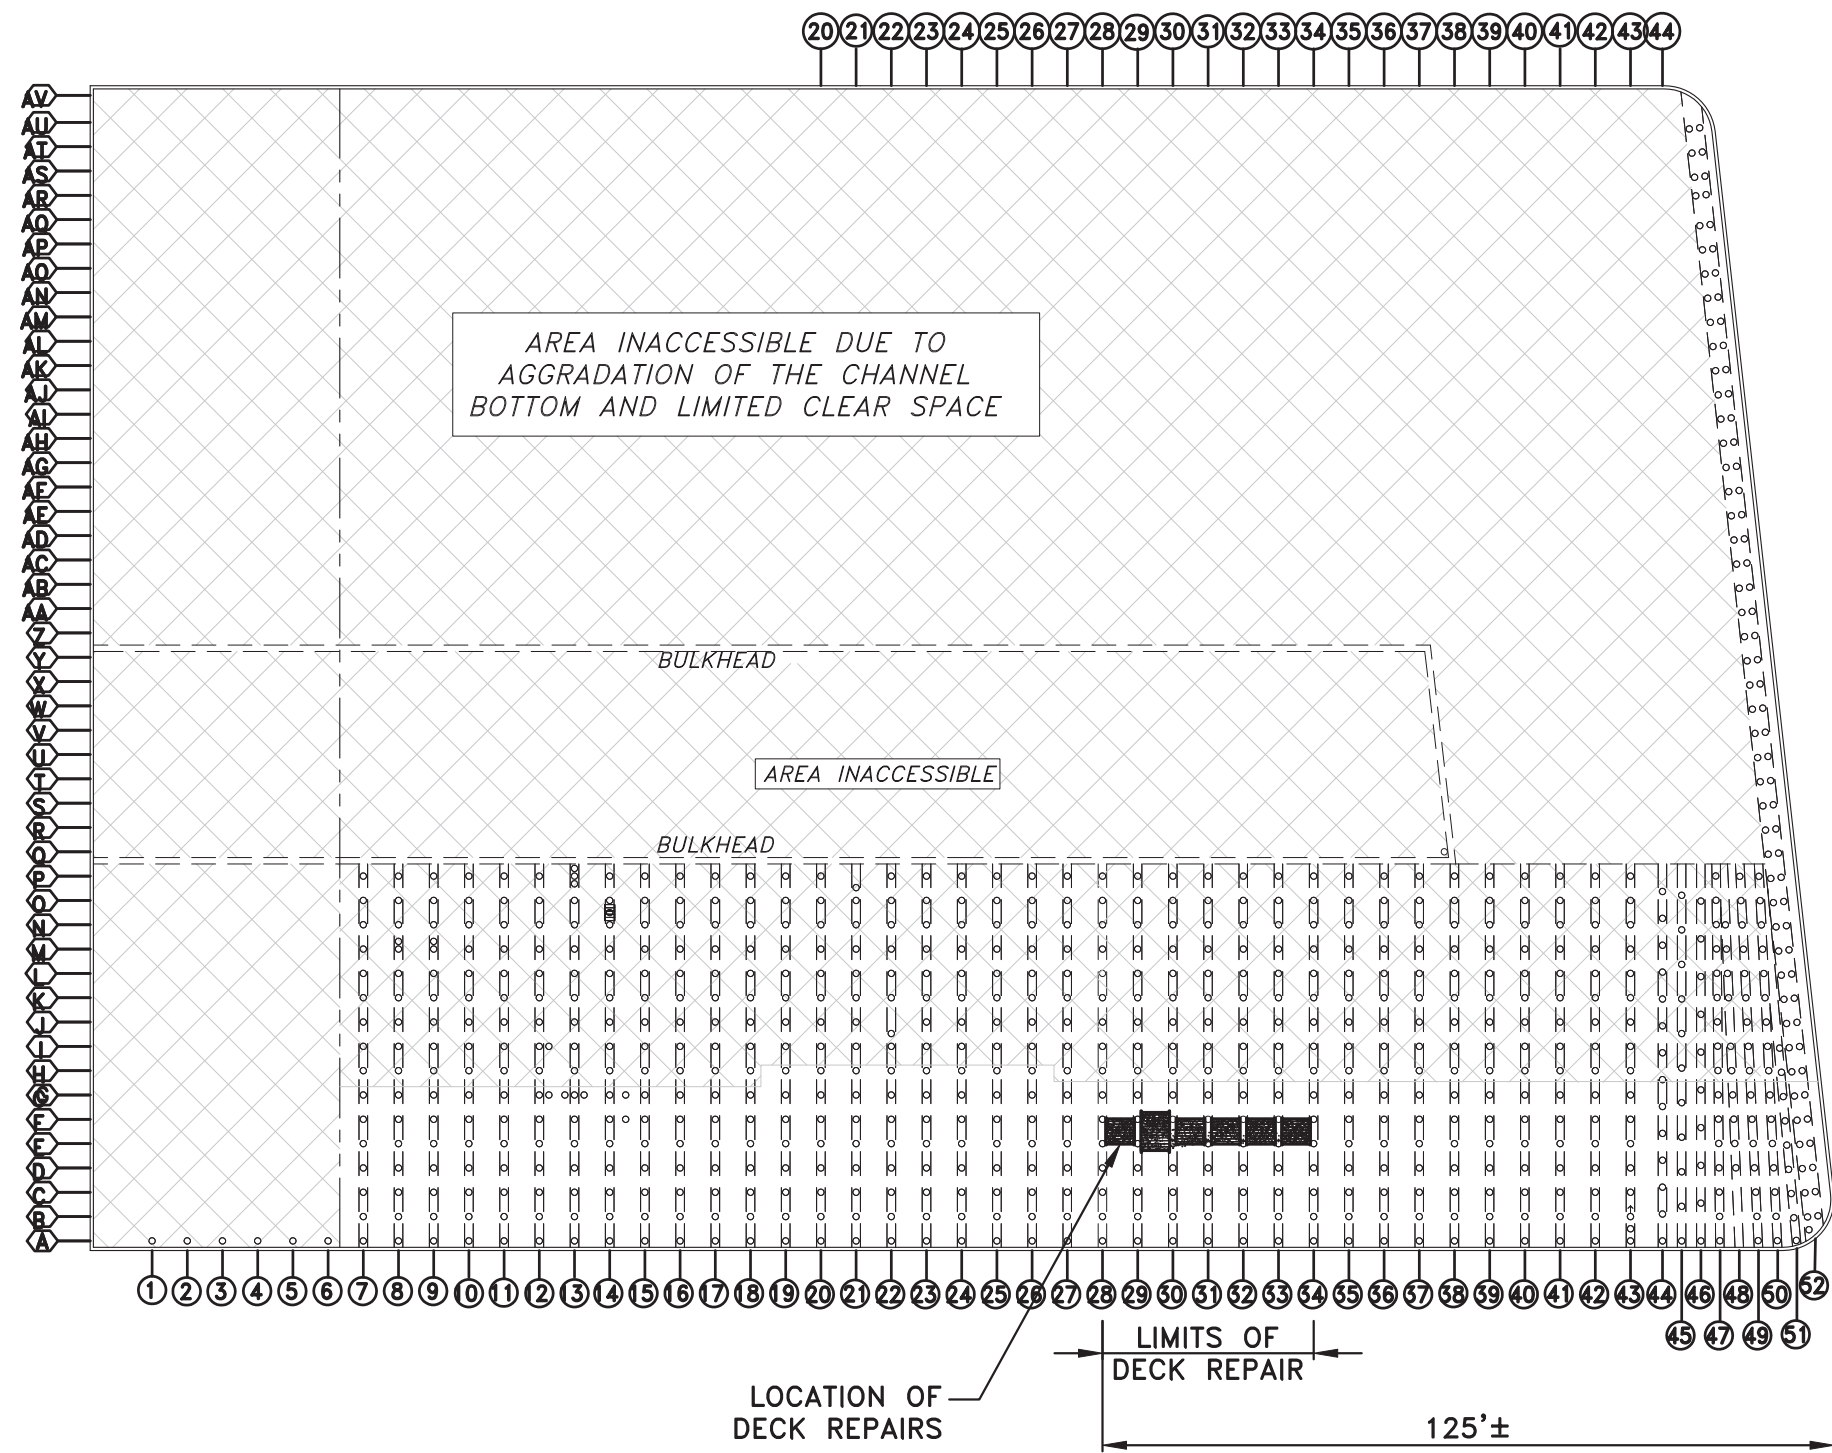 20 21 22 23 24 25 26 27 28 29 30 31 32 33 34 35 36 37 38 39 40 41 42 43 44
AV
AU
AT
AS
AR
AQ
AP
AO
AN
AM
AL
AK
AJ
AI
AH
AG
AF
AE
AD
AC
AB
AA
Z
Y
X
W
V
U
T
S
R
Q
P
O
N
M
L
K
J
I
H
G
F
E
D
C
B
A
AREA INACCESSIBLE DUE TO
AGGRADATION OF THE CHANNEL
BOTTOM AND LIMITED CLEAR SPACE
BULKHEAD
AREA INACCESSIBLE
BULKHEAD
1 2 3 4 5 6 7 8 9 10 11 12 13 14 15 16 17 18 19 20 21 22 23 24 25 26 27 28 29 30 31 32 33 34 35 36 37 38 39 40 41 42 43 44 46 48 50 52
45 47 49 51
LIMITS OF
DECK REPAIR
LOCATION OF
DECK REPAIRS
125'±